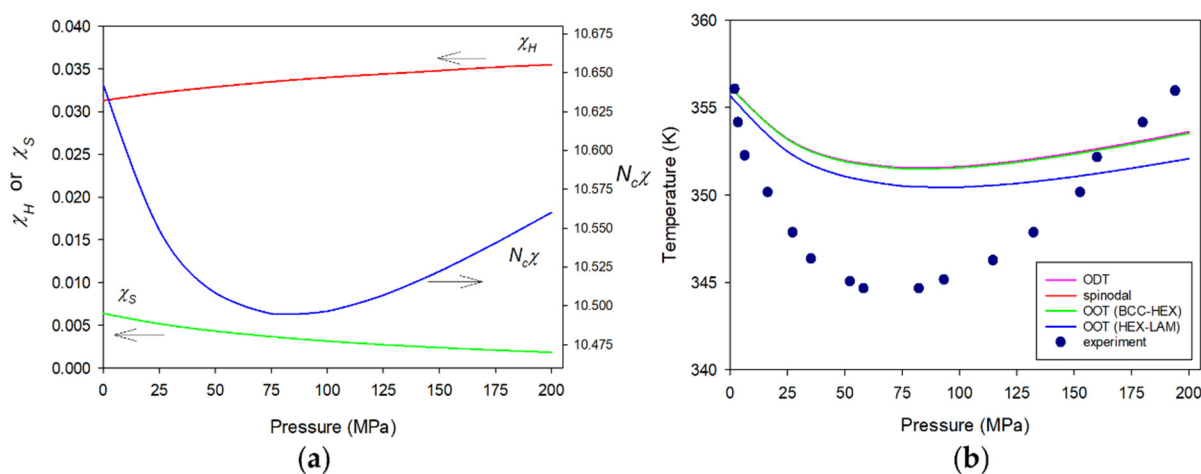 0.040
0.035
0.030
0.025
0.020
0.015
0.010
0.005
0.000
χH or χS
0 25 50 75 100 125 150 175 200
Pressure (MPa)
10.675
10.650
10.625
10.600
10.575
10.550
10.525
10.500
10.475
Ncχ
χH
Ncχ
χS
(a)
360
355
350
345
340
Temperature (K)
0 25 50 75 100 125 150 175 200
Pressure (MPa)
ODT
spinodal
OOT (BCC-HEX)
OOT (HEX-LAM)
experiment
(b)